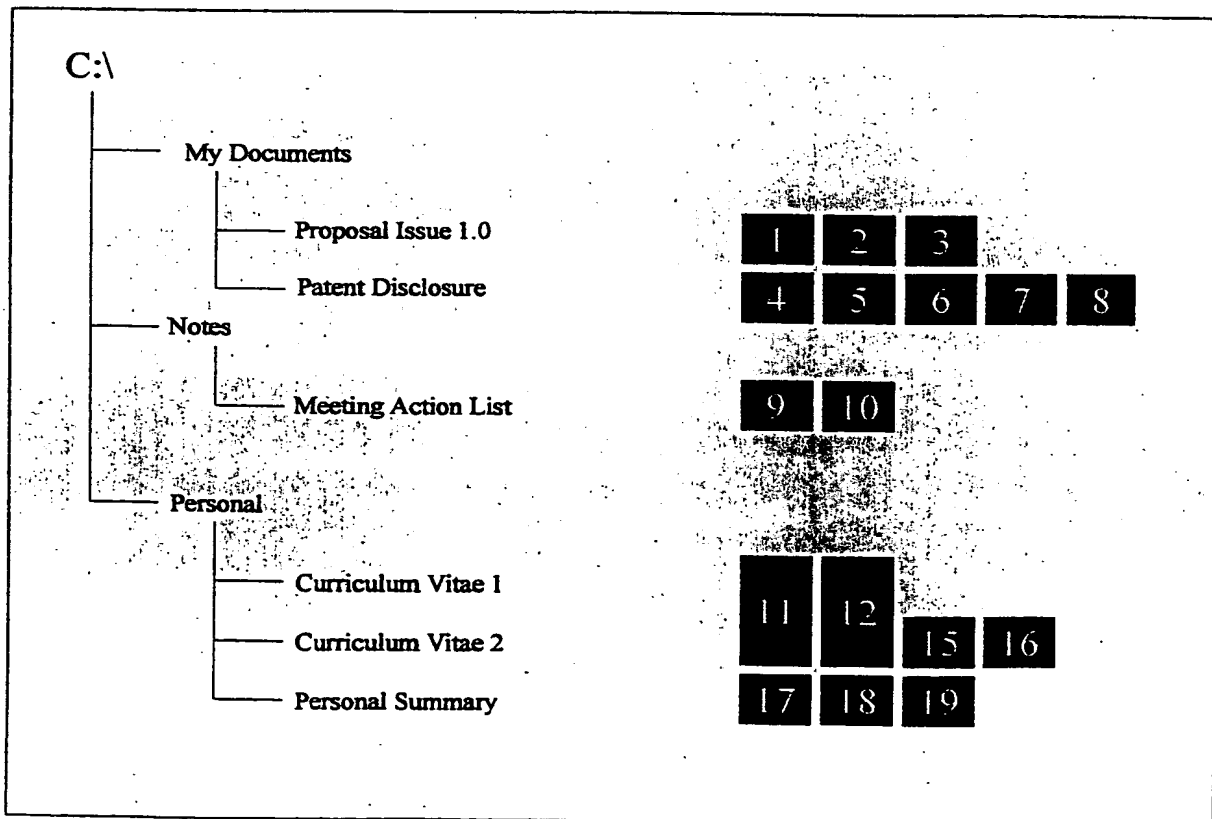 C:\
My Documents
Proposal Issue 1.0 1 2 3
Patent Disclosure 4 5 6 7 8
Notes
Meeting Action List 9 10
Personal
Curriculum Vitae 1 11 12
Curriculum Vitae 2 15 16
Personal Summary 17 18 19